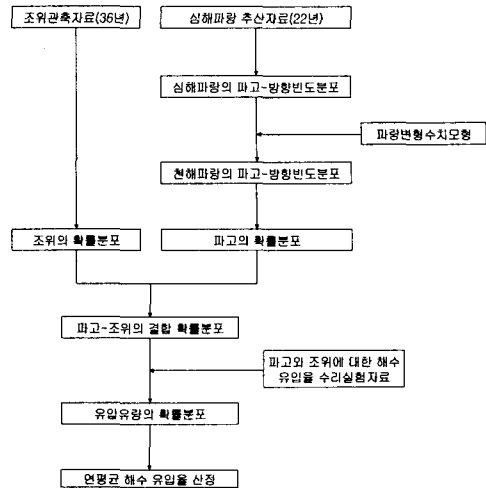 조위관측자료(36년)
심해파랑 추산자료(22년)
심해파랑의 파고-방향빈도분포
파랑변형수치모형
천해파랑의 파고-방향빈도분포
조위의 확률분포
파고의 확률분포
파고-조위의 결합 확률분포
파고와 조위에 대한 해수
유입율 수리실험자료
유입유량의 확률분포
연평균 해수 유입율 산정